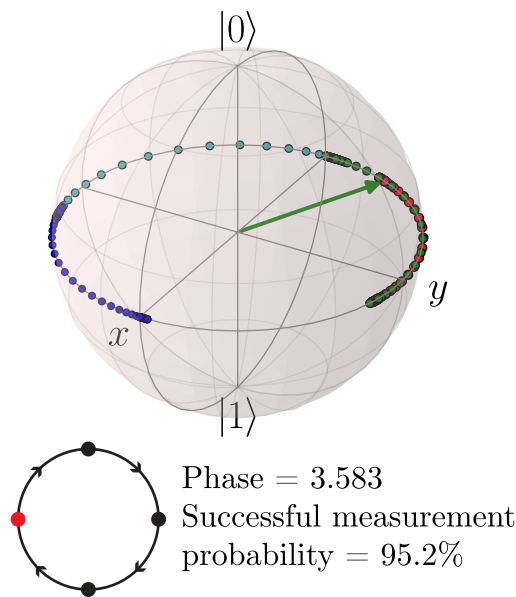 |0⟩
y
x
|1⟩
Phase = 3.583
Successful measurement
probability = 95.2%